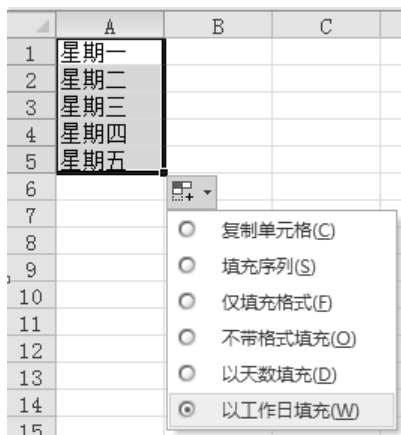 A B C
1 星期一
2 星期二
3 星期三
4 星期四
5 星期五
6
7
8
9
10
11
12
13
14
15
复制单元格(C)
填充序列(S)
仅填充格式(F)
不带格式填充(O)
以天数填充(D)
以工作日填充(W)